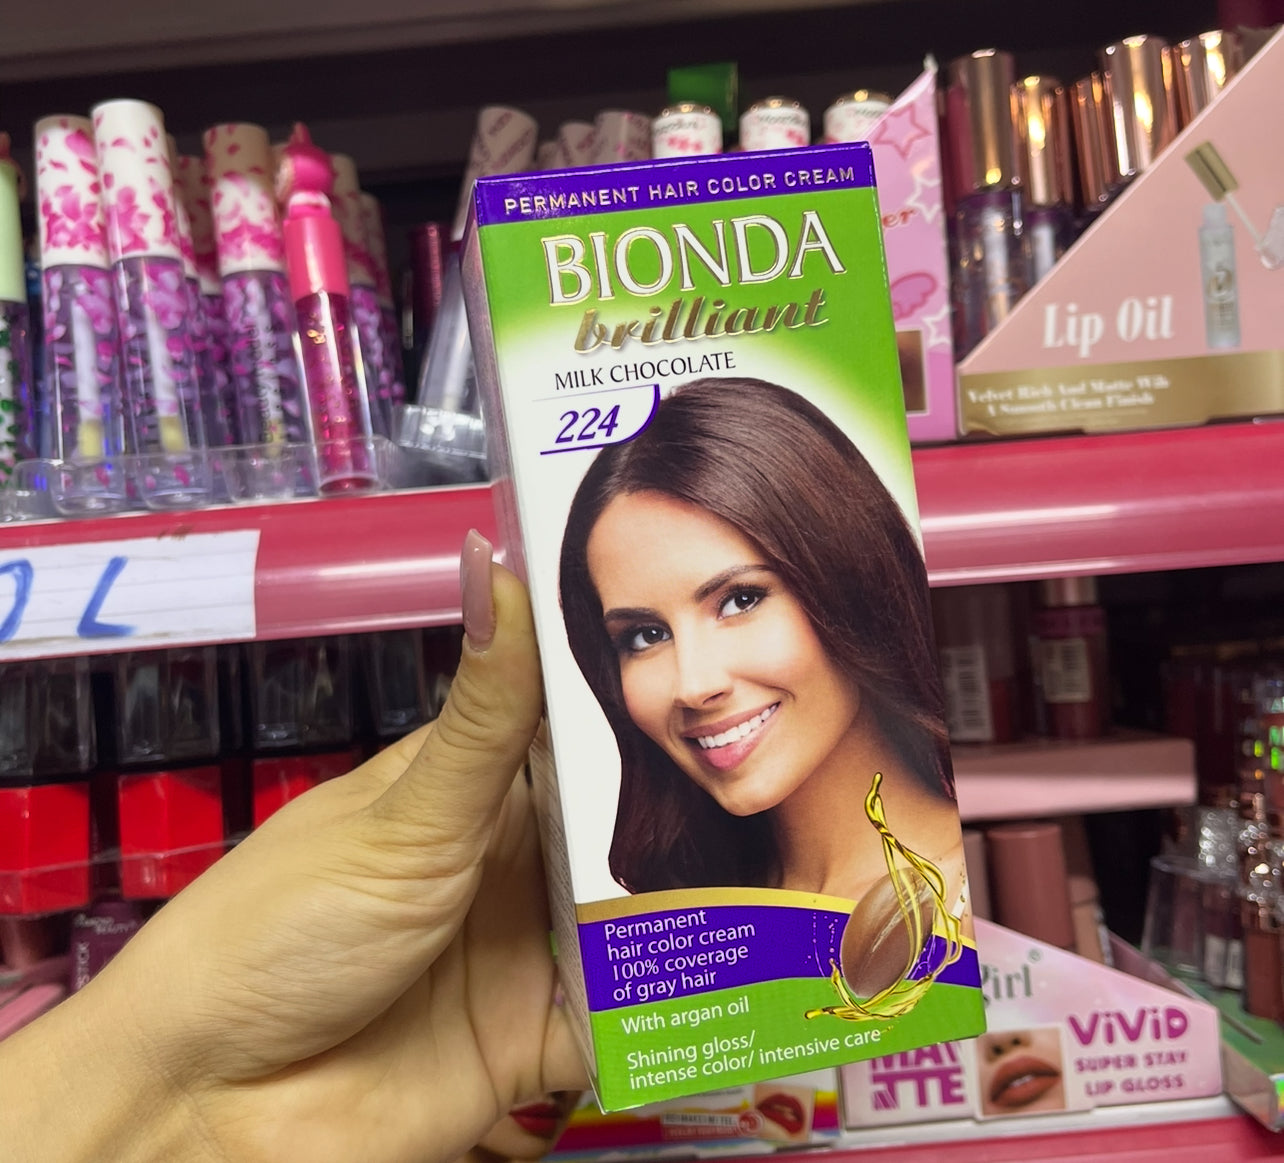 PERMANENT HAIR COLOR CREAM
BIONDA
brilliant
MILK CHOCOLATE
224
Permanent
hair color cream
100% coverage
of gray hair
With argan oil
Shining gloss/
intense color/ intensive care
Lip Oil
Velvet Rich And Matte With
A Smooth Clean Finish
girl
ViViD
SUPER STAY
LIP GLOSS
MATTE